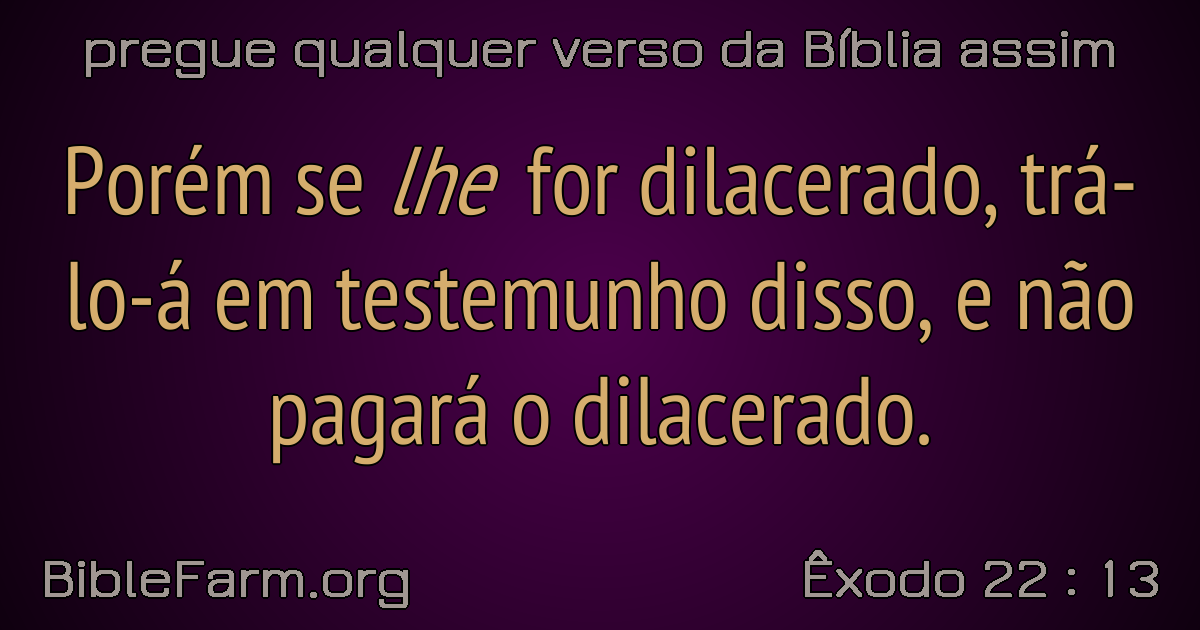 pregue qualquer verso da Bíblia assim
Porém se lhe for dilacerado, trá-
lo-á em testemunho disso, e não
pagará o dilacerado.
BibleFarm.org
Êxodo 22 : 13